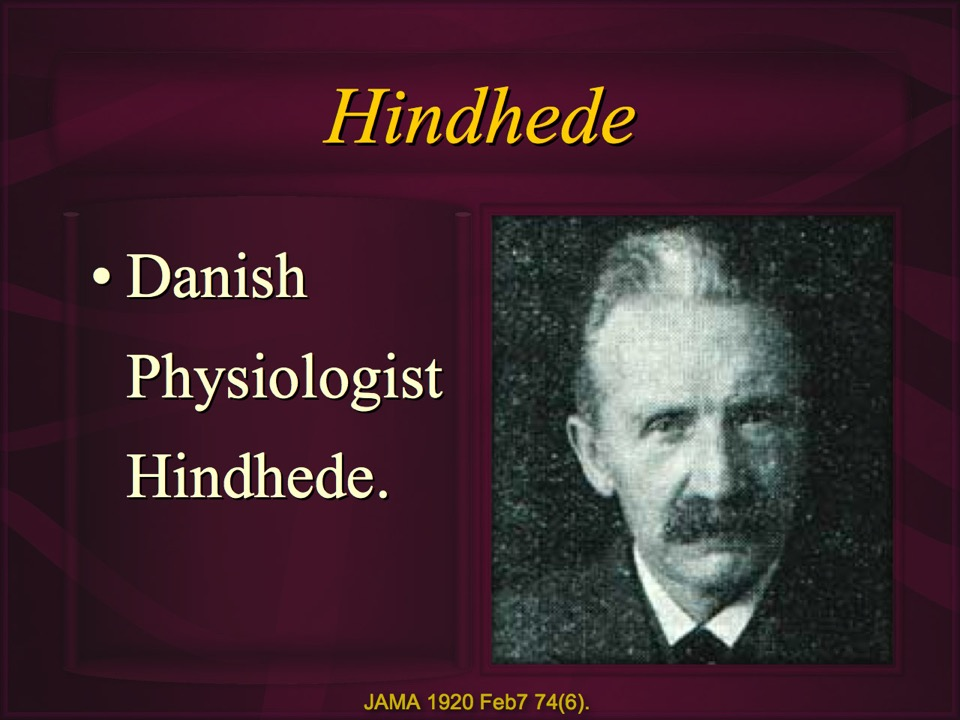 Hindhede
• Danish
Physiologist
Hindhede.
JAMA 1920 Feb7 74(6).